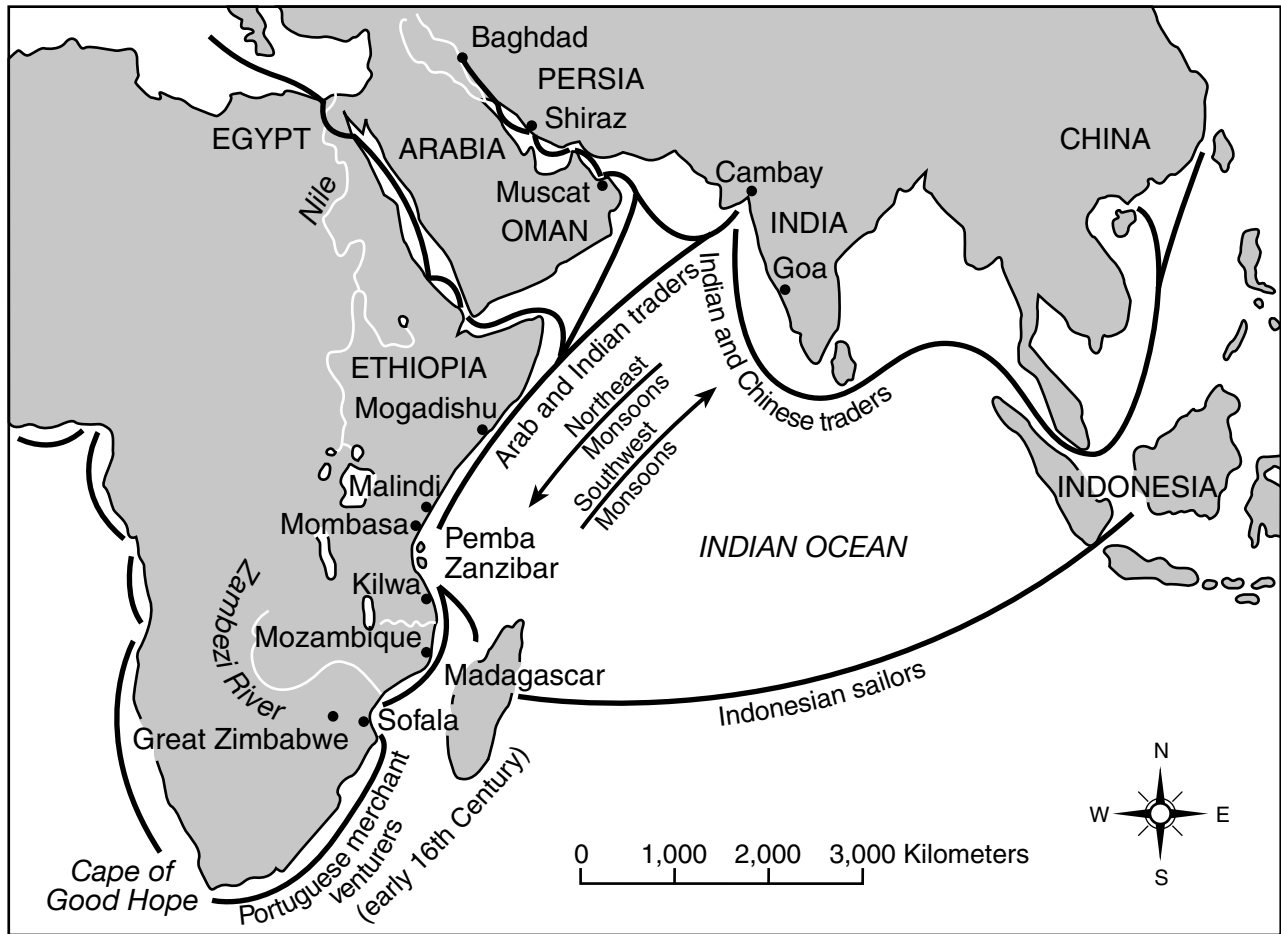 Baghdad
PERSIA
Shiraz
EGYPT
ARABIA
CHINA
Nile
Muscat
OMAN
Cambay
INDIA
Goa
ETHIOPIA
Mogadishu
Arab and Indian traders
Indian and Chinese traders
Northeast
Monsoons
Southwest
Monsoons
Malindi
Mombasa
Pemba
Zanzibar
INDIAN OCEAN
INDONESIA
Kilwa
Zambezi River
Mozambique
Madagascar
Indonesian sailors
Great Zimbabwe
Sofala
Portuguese merchant
venturers
(early 16th Century)
Cape of
Good Hope
0 1,000 2,000 3,000 Kilometers
N
W E
S